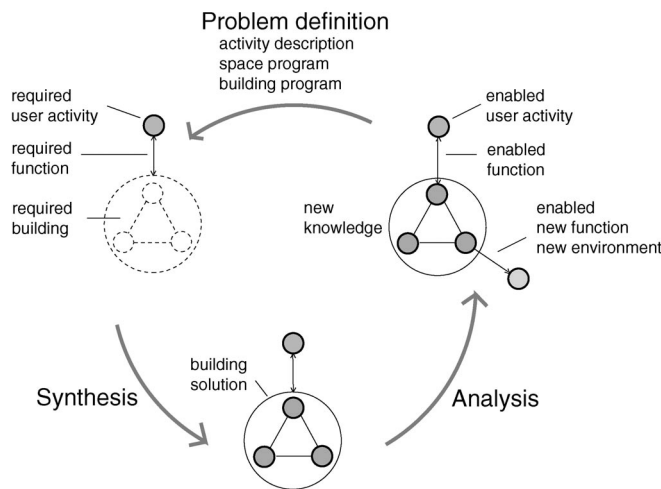 Problem definition
activity description
space program
building program
required
user activity
required
function
required
building
enabled
user activity
enabled
function
new
knowledge
enabled
new function
new environment
building
solution
Synthesis
Analysis